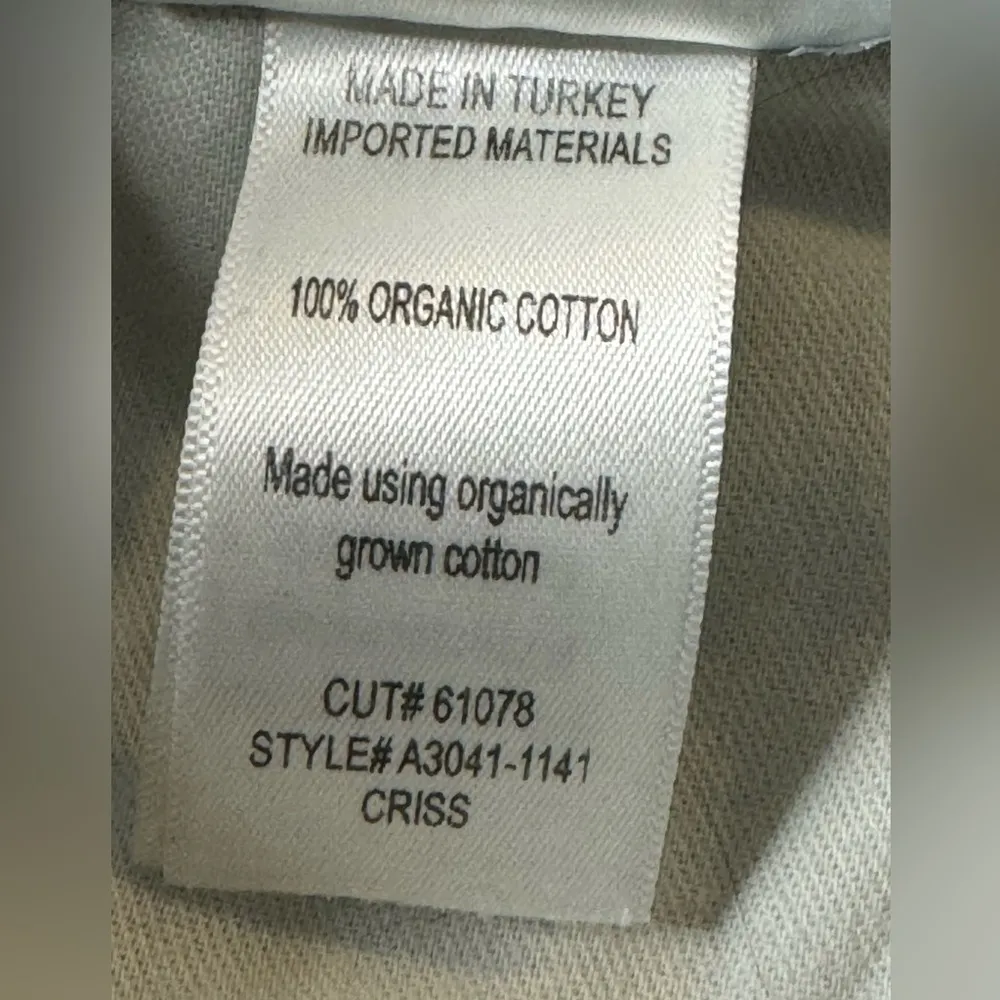 MADE IN TURKEY
IMPORTED MATERIALS
100% ORGANIC COTTON
Made using organically
grown cotton
CUT# 61078
STYLE# A3041-1141
CRISS